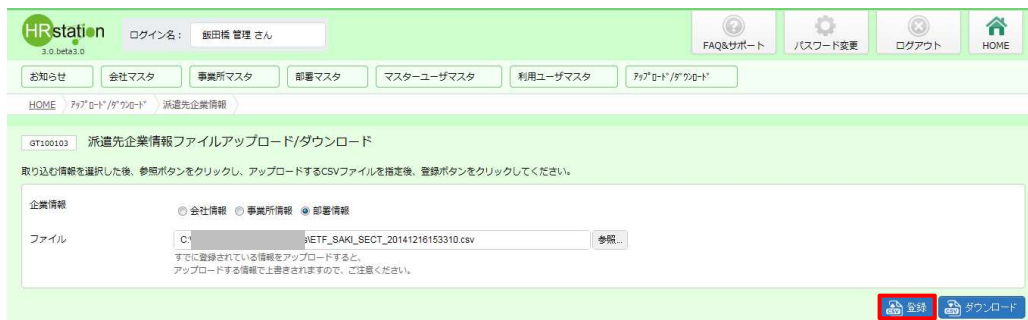 HRstation
3.0.beta3.0
ログイン名： 飯田橋 管理 さん
FAQ&サポート パスワード変更 ログアウト HOME
お知らせ 会社マスタ 事業所マスタ 部署マスタ マスターユーザマスタ 利用ユーザマスタ ｱｯﾌﾟﾛｰﾄﾞ/ﾀﾞｳﾝﾛｰﾄﾞ
HOME ｱｯﾌﾟﾛｰﾄﾞ/ﾀﾞｳﾝﾛｰﾄﾞ 派遣先企業情報
GT100103 派遣先企業情報ファイルアップロード/ダウンロード
取り込む情報を選択した後、参照ボタンをクリックし、アップロードするCSVファイルを指定後、登録ボタンをクリックしてください。
企業情報 会社情報 事業所情報 部署情報
ファイル C:\ s\ETF_SAKI_SECT_20141216153310.csv 参照...
すでに登録されている情報をアップロードすると、
アップロードする情報で上書きされますので、ご注意ください。
CSV 登録 CSV ダウンロード